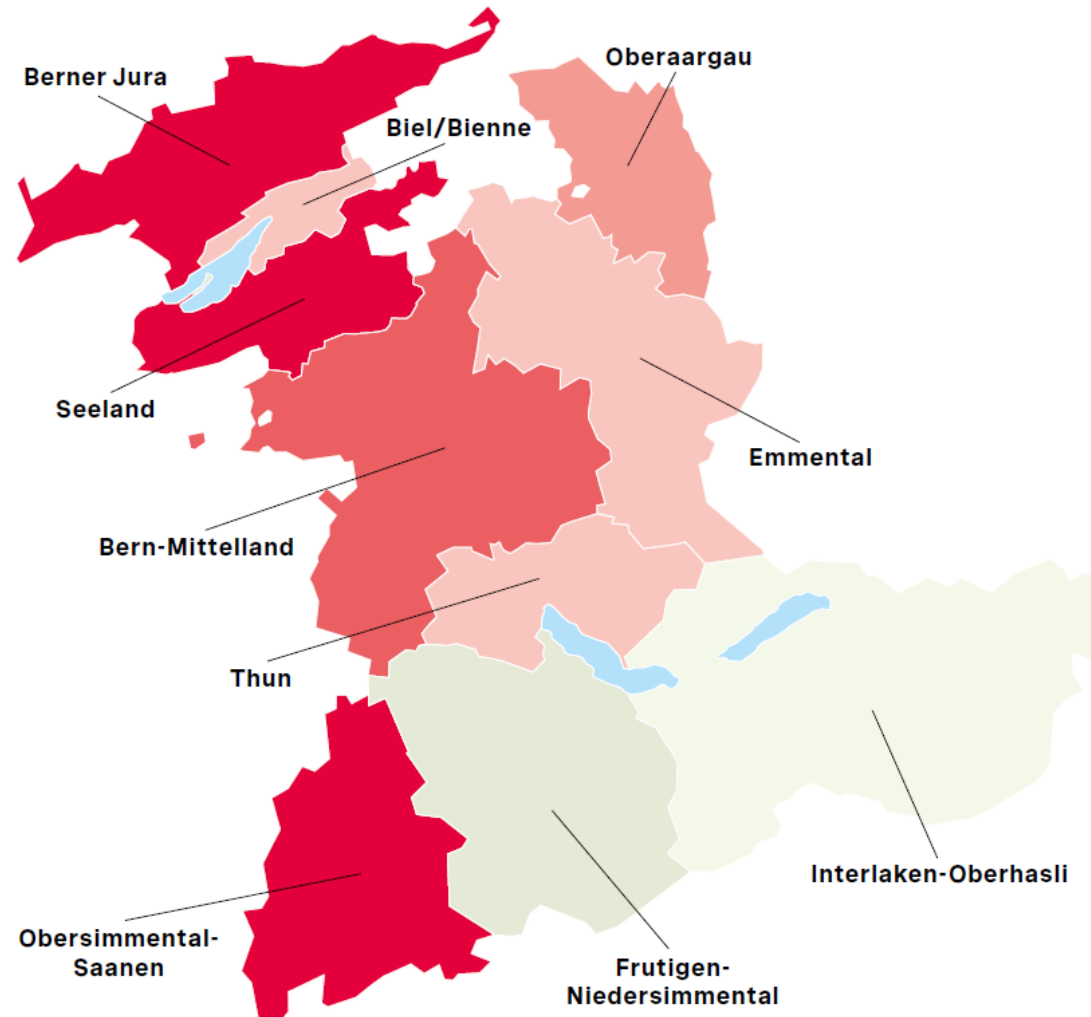 Oberaargau
Berner Jura
Biel/Bienne
Seeland
Emmental
Bern-Mittelland
Thun
Interlaken-Oberhasli
Obersimmental-
Saanen
Frutigen-
Niedersimmental